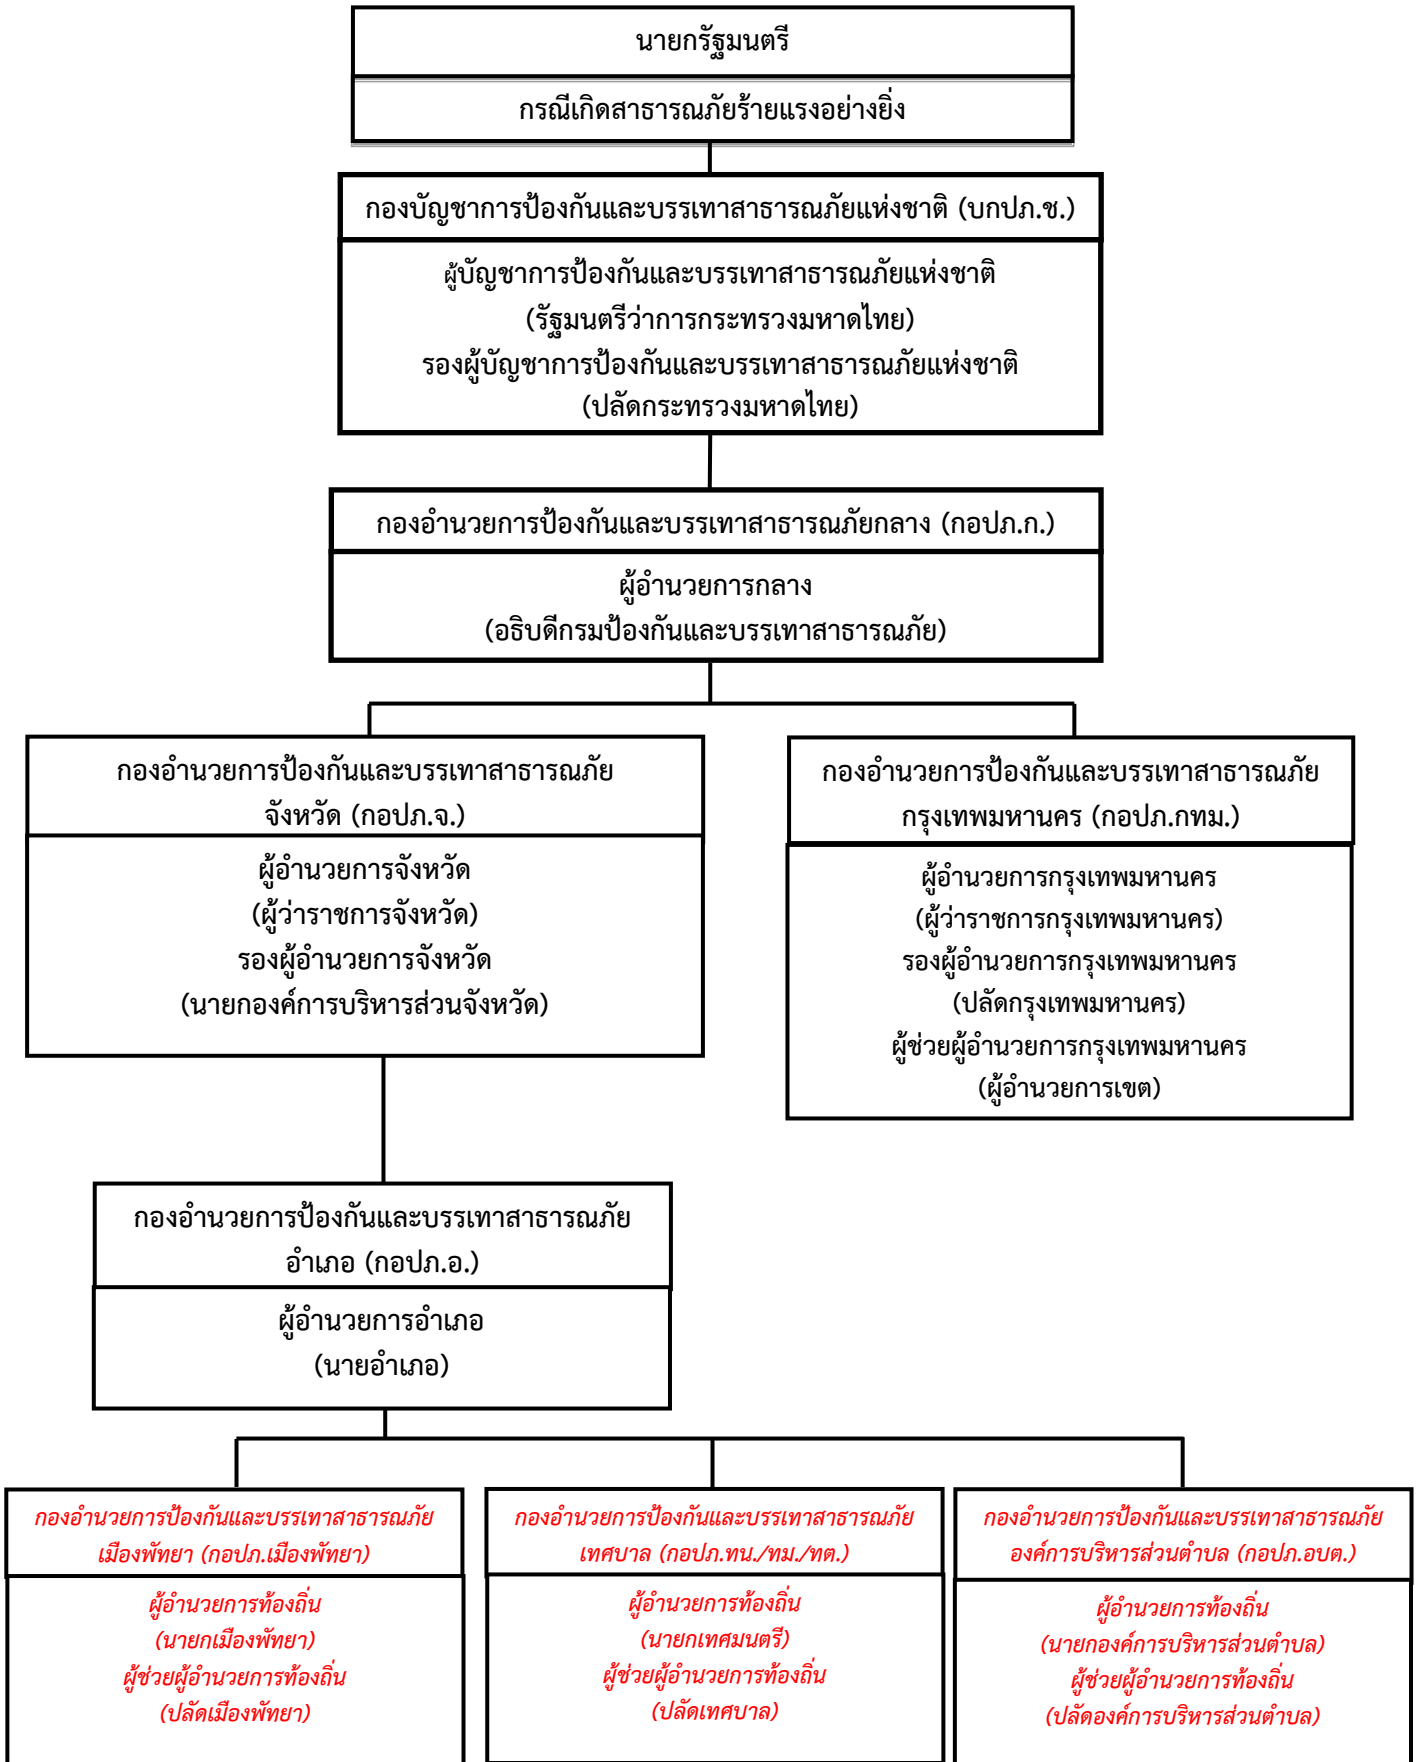 นายกรัฐมนตรี
กรณีเกิดสาธารณภัยร้ายแรงอย่างยิ่ง
กองบัญชาการป้องกันและบรรเทาสาธารณภัยแห่งชาติ (บกปภ.ช.)
ผู้บัญชาการป้องกันและบรรเทาสาธารณภัยแห่งชาติ
(รัฐมนตรีว่าการกระทรวงมหาดไทย)
รองผู้บัญชาการป้องกันและบรรเทาสาธารณภัยแห่งชาติ
(ปลัดกระทรวงมหาดไทย)
กองอำนวยการป้องกันและบรรเทาสาธารณภัยกลาง (กอปภ.ก.)
ผู้อำนวยการกลาง
(อธิบดีกรมป้องกันและบรรเทาสาธารณภัย)
กองอำนวยการป้องกันและบรรเทาสาธารณภัย
จังหวัด (กอปภ.จ.)
ผู้อำนวยการจังหวัด
(ผู้ว่าราชการจังหวัด)
รองผู้อำนวยการจังหวัด
(นายกองค์การบริหารส่วนจังหวัด)
กองอำนวยการป้องกันและบรรเทาสาธารณภัย
กรุงเทพมหานคร (กอปภ.กทม.)
ผู้อำนวยการกรุงเทพมหานคร
(ผู้ว่าราชการกรุงเทพมหานคร)
รองผู้อำนวยการกรุงเทพมหานคร
(ปลัดกรุงเทพมหานคร)
ผู้ช่วยผู้อำนวยการกรุงเทพมหานคร
(ผู้อำนวยการเขต)
กองอำนวยการป้องกันและบรรเทาสาธารณภัย
อำเภอ (กอปภ.อ.)
ผู้อำนวยการอำเภอ
(นายอำเภอ)
กองอำนวยการป้องกันและบรรเทาสาธารณภัย
เมืองพัทยา (กอปภ.เมืองพัทยา)
ผู้อำนวยการท้องถิ่น
(นายกเมืองพัทยา)
ผู้ช่วยผู้อำนวยการท้องถิ่น
(ปลัดเมืองพัทยา)
กองอำนวยการป้องกันและบรรเทาสาธารณภัย
เทศบาล (กอปภ.ทน./ทม./ทต.)
ผู้อำนวยการท้องถิ่น
(นายกเทศมนตรี)
ผู้ช่วยผู้อำนวยการท้องถิ่น
(ปลัดเทศบาล)
กองอำนวยการป้องกันและบรรเทาสาธารณภัย
องค์การบริหารส่วนตำบล (กอปภ.อบต.)
ผู้อำนวยการท้องถิ่น
(นายกองค์การบริหารส่วนตำบล)
ผู้ช่วยผู้อำนวยการท้องถิ่น
(ปลัดองค์การบริหารส่วนตำบล)